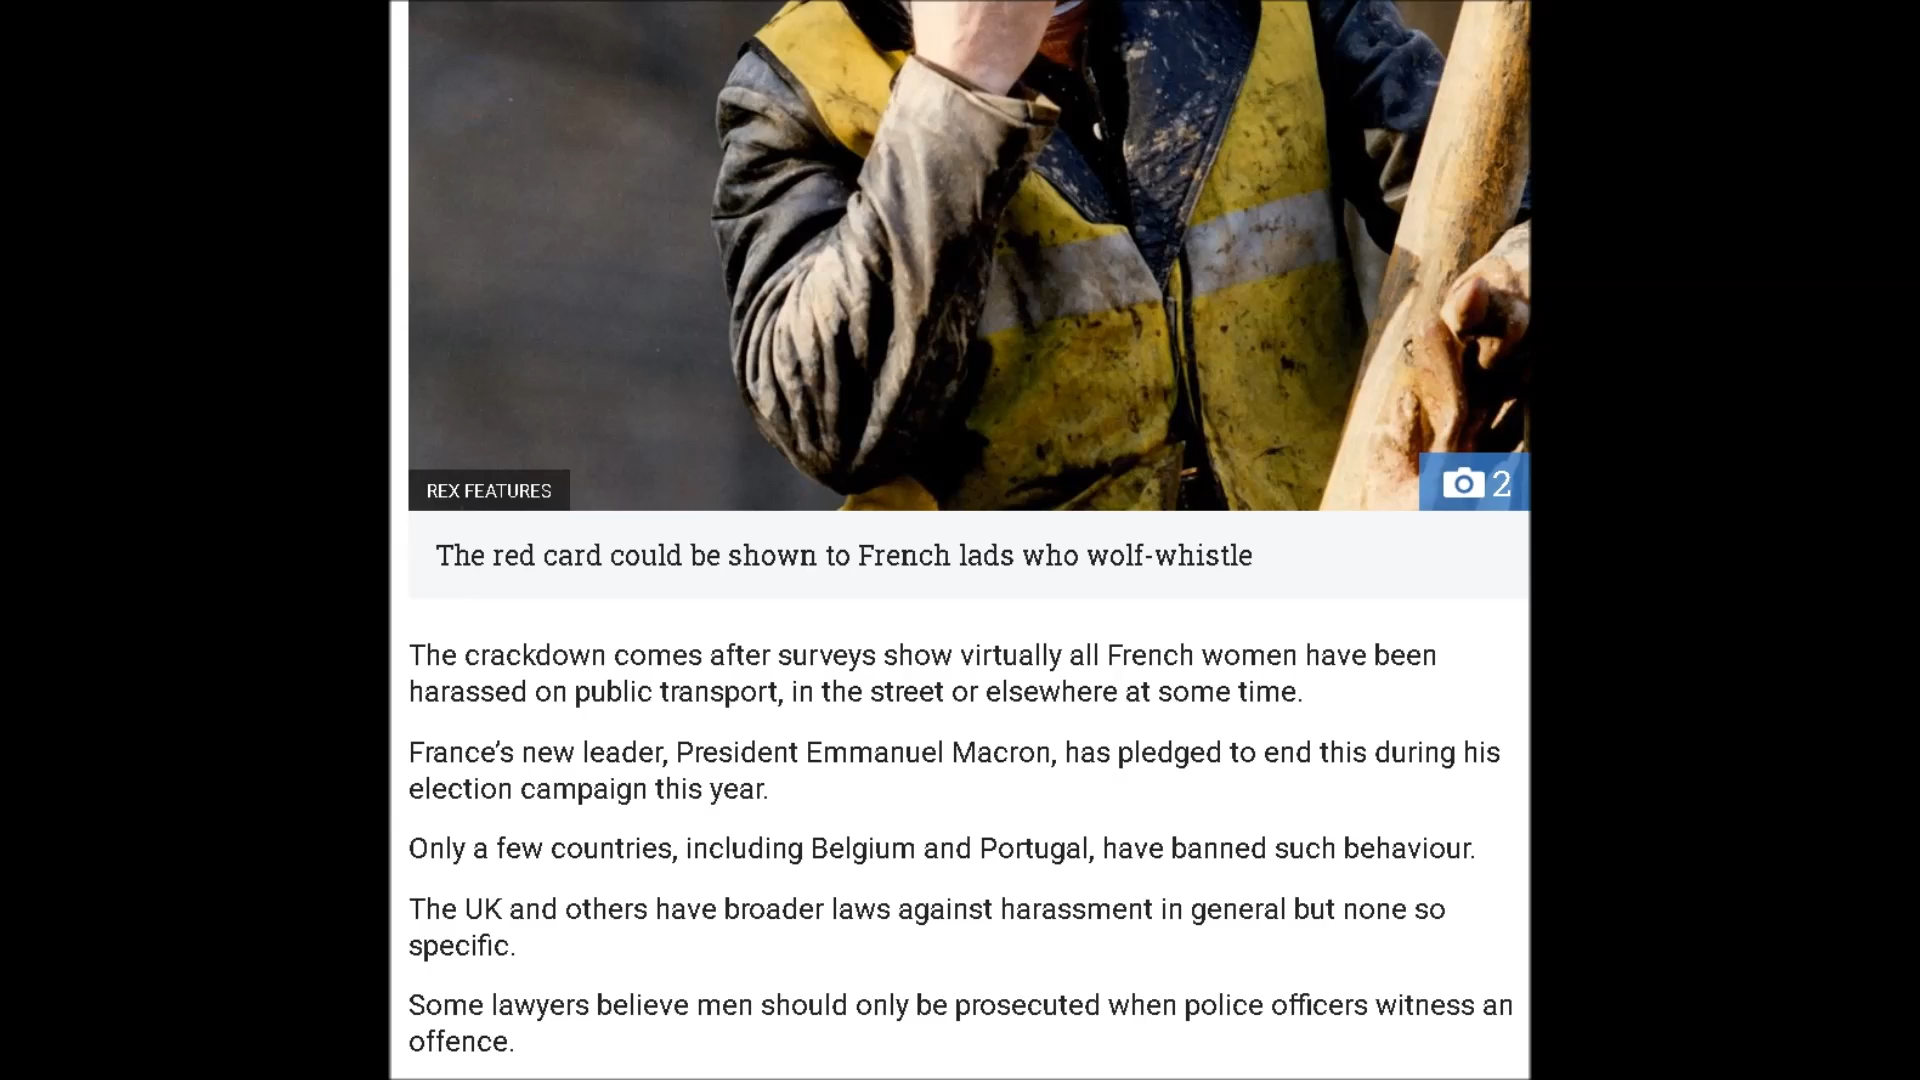 REX FEATURES
2
The red card could be shown to French lads who wolf-whistle
The crackdown comes after surveys show virtually all French women have been
harassed on public transport, in the street or elsewhere at some time.
France’s new leader, President Emmanuel Macron, has pledged to end this during his
election campaign this year.
Only a few countries, including Belgium and Portugal, have banned such behaviour.
The UK and others have broader laws against harassment in general but none so
specific.
Some lawyers believe men should only be prosecuted when police officers witness an
offence.